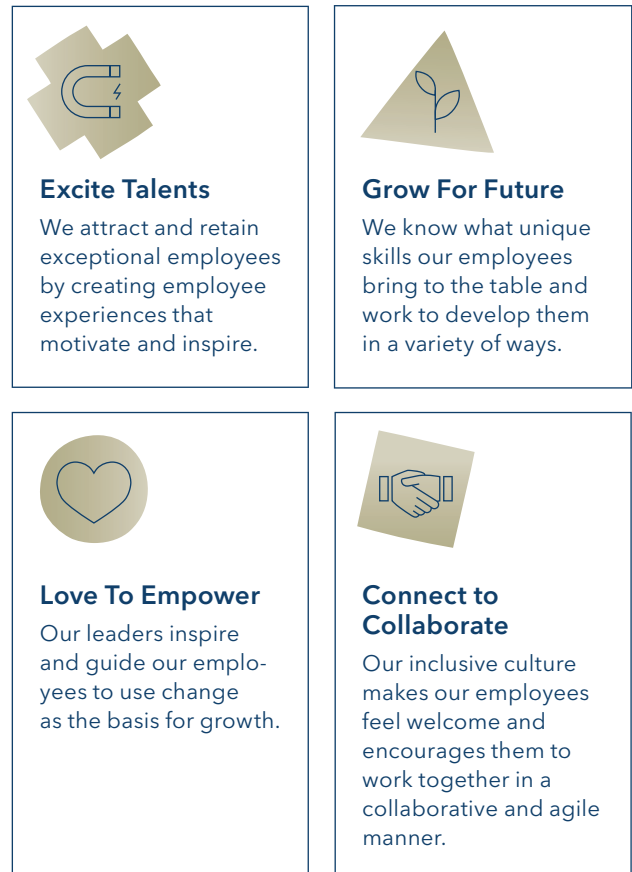 Excite Talents
We attract and retain
exceptional employees
by creating employee
experiences that
motivate and inspire.
Grow For Future
We know what unique
skills our employees
bring to the table and
work to develop them
in a variety of ways.
Love To Empower
Our leaders inspire
and guide our emplo-
yees to use change
as the basis for growth.
Connect to
Collaborate
Our inclusive culture
makes our employees
feel welcome and
encourages them to
work together in a
collaborative and agile
manner.